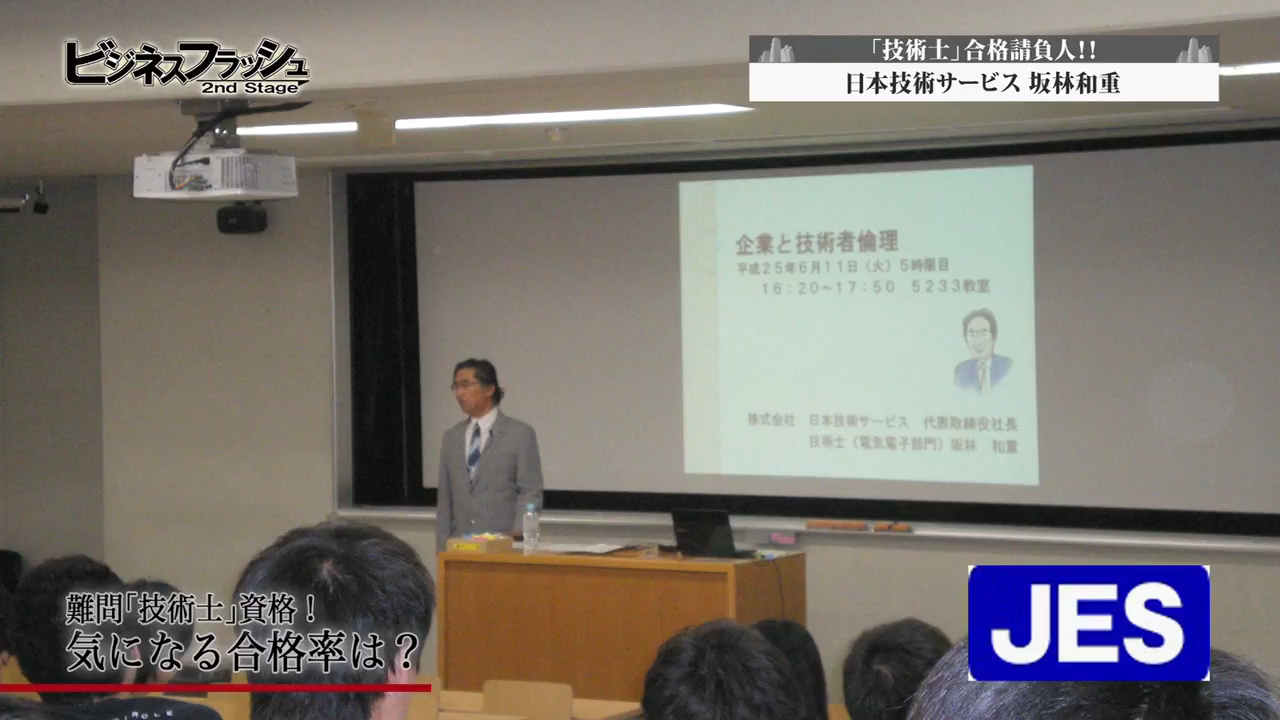 ビジネスフラッシュ
2nd Stage
「技術士」合格請負人!!
日本技術サービス 坂林和重
企業と技術者倫理
平成25年6月11日（火）5時限目
16：20～17：50 5233教室
株式会社 日本技術サービス 代表取締役社長
技術士（電気電子部門）坂林 和重
難問「技術士」資格！
気になる合格率は？
JES
CIRCLE